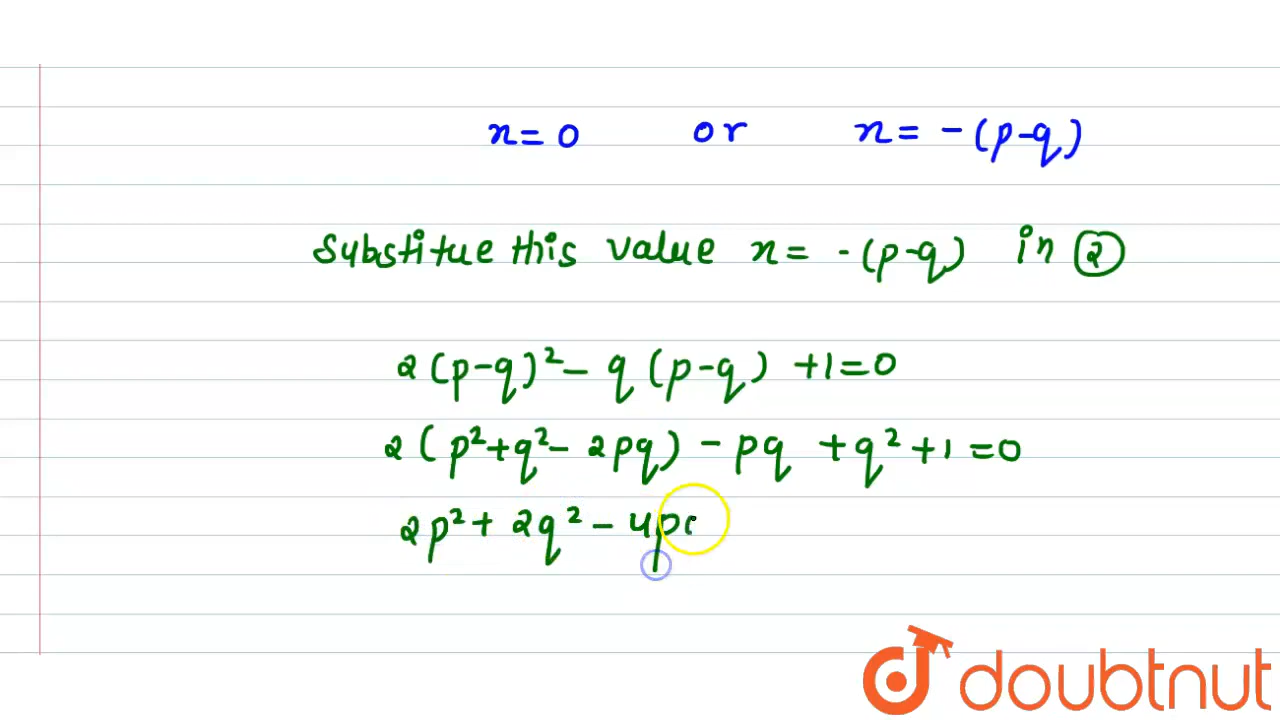 x=0 or x= -(p-q)
Substitue this value x= -(p-q) in ②
2(p-q)²- q(p-q) +1=0
2(p²+q²- 2pq) - pq +q²+1=0
2p²+ 2q² - 4p
doubtnut